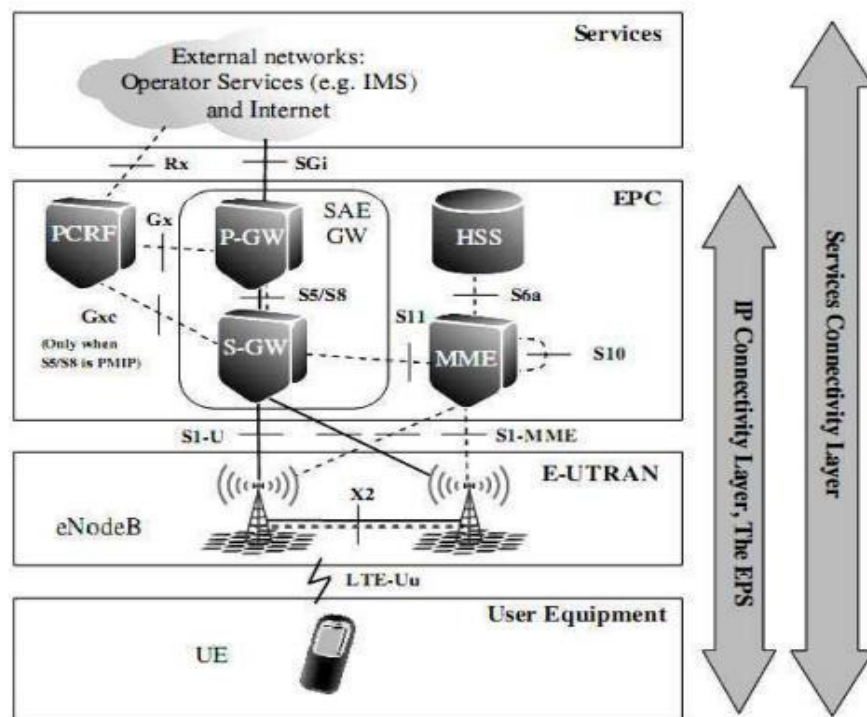 Services
External networks:
Operator Services (e.g. IMS)
and Internet
Rx
SGi
EPC
SAE
GW
PCRF
Gx
P-GW
HSS
S5/S8
S6a
Gxc
(Only when
S5/S8 is PMIP)
S11
S-GW
MME
S10
S1-U
S1-MME
E-UTRAN
X2
eNodeB
LTE-Uu
User Equipment
UE
IP Connectivity Layer, The EPS
Services Connectivity Layer